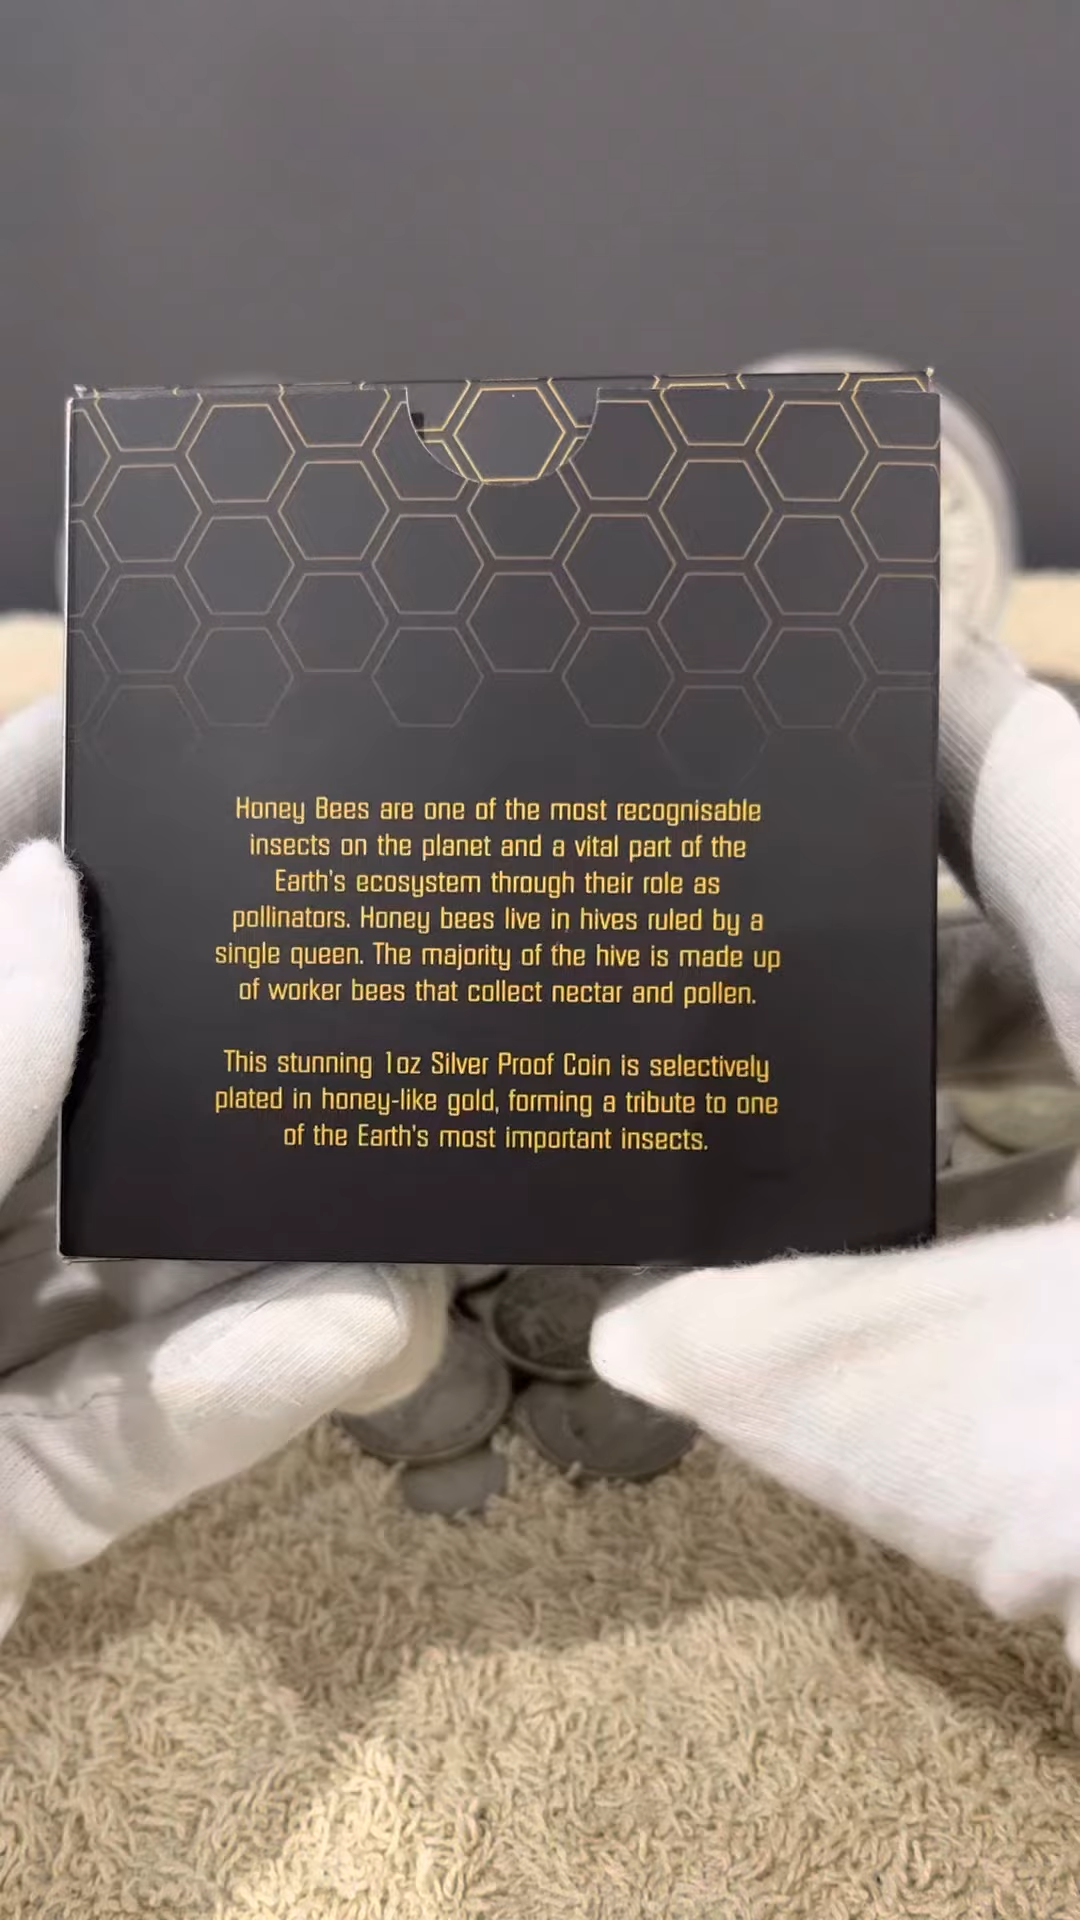 Honey Bees are one of the most recognisable
insects on the planet and a vital part of the
Earth's ecosystem through their role as
pollinators. Honey bees live in hives ruled by a
single queen. The majority of the hive is made up
of worker bees that collect nectar and pollen.
This stunning 1oz Silver Proof Coin is selectively
plated in honey-like gold, forming a tribute to one
of the Earth's most important insects.